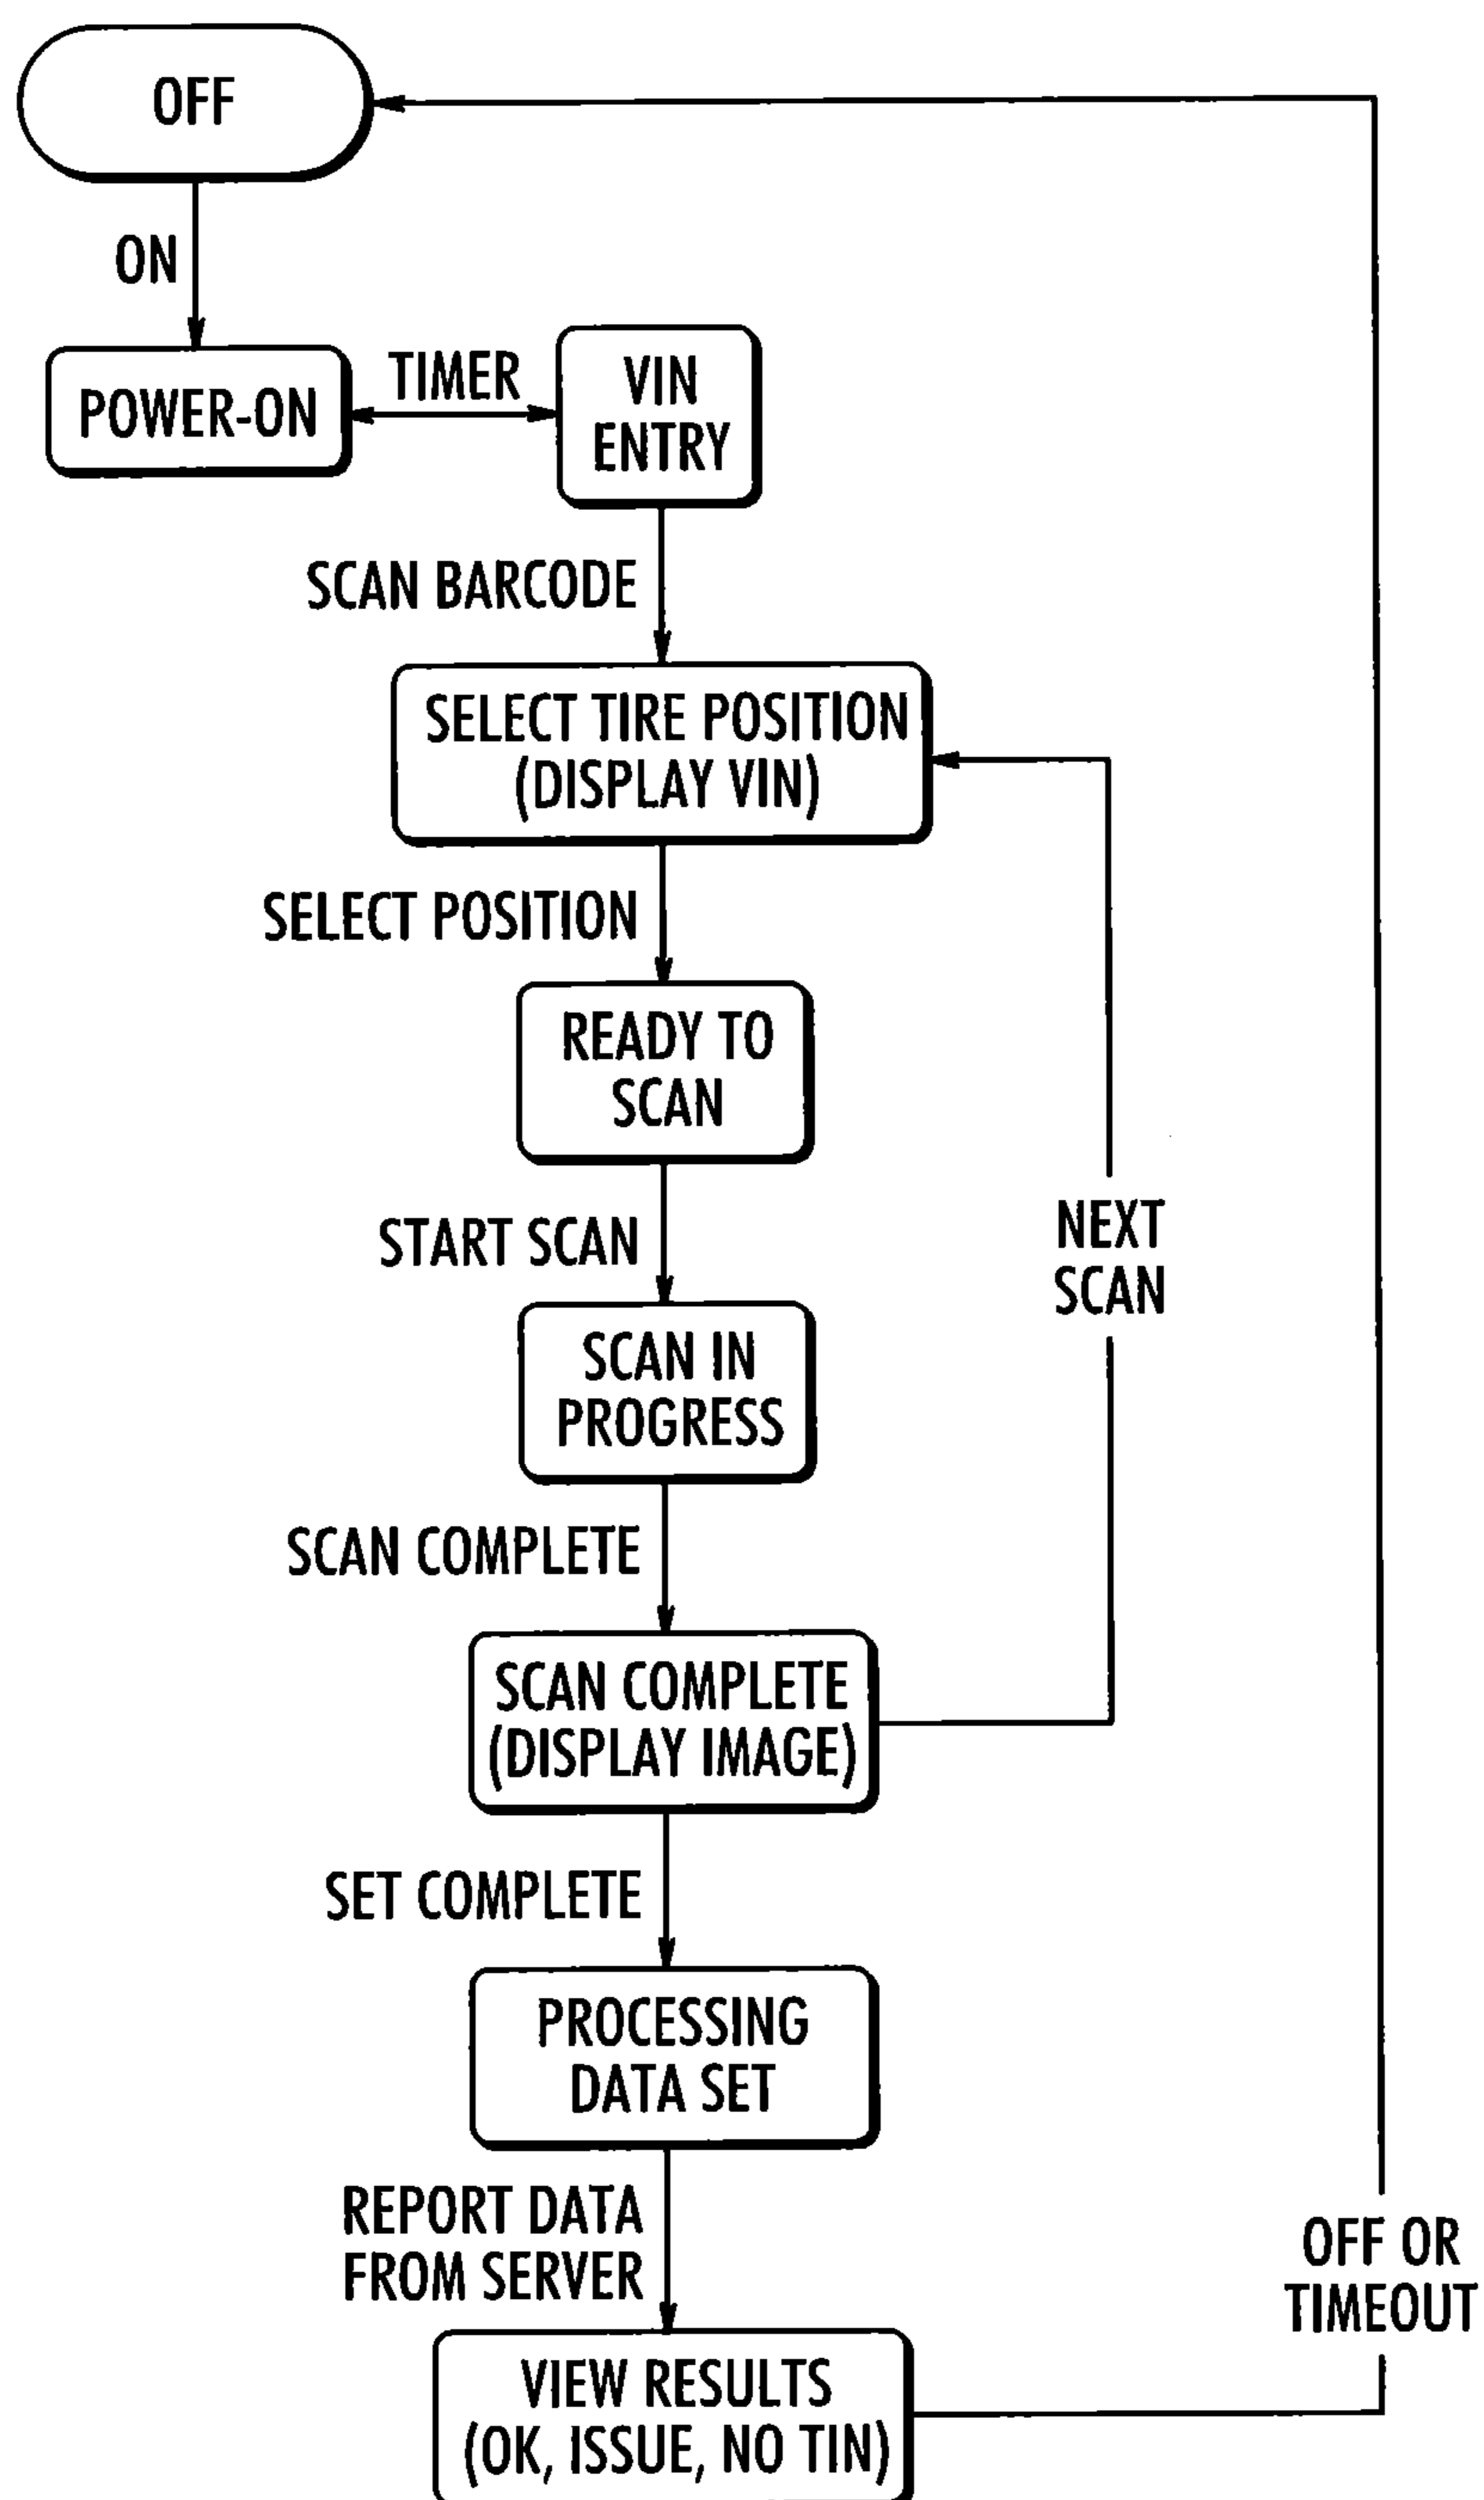 OFF
ON
POWER-ON
TIMER
VIN
ENTRY
SCAN BARCODE
SELECT TIRE POSITION
(DISPLAY VIN)
SELECT POSITION
READY TO
SCAN
START SCAN
NEXT
SCAN
SCAN IN
PROGRESS
SCAN COMPLETE
SCAN COMPLETE
(DISPLAY IMAGE)
SET COMPLETE
PROCESSING
DATA SET
REPORT DATA
FROM SERVER
OFF OR
TIMEOUT
VIEW RESULTS
(OK, ISSUE, NO TIN)